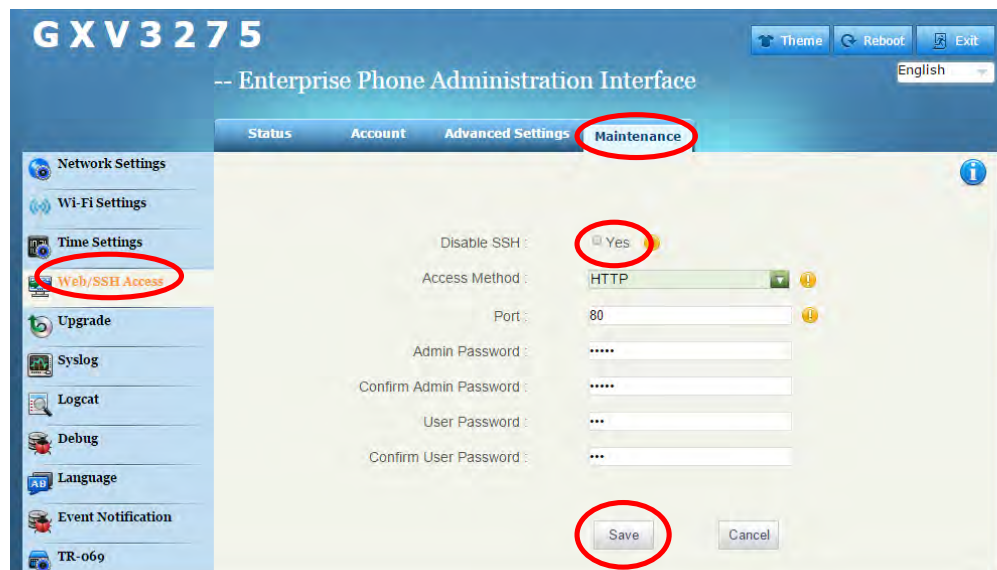 GXV3275
Theme Reboot Exit
English
-- Enterprise Phone Administration Interface
Status Account Advanced Settings Maintenance
Network Settings
Wi-Fi Settings
Time Settings
Web/SSH Access
Upgrade
Syslog
Logcat
Debug
Language
Event Notification
TR-069
Disable SSH : Yes
Access Method : HTTP
Port : 80
Admin Password : •••••
Confirm Admin Password : •••••
User Password : •••
Confirm User Password : •••
Save Cancel